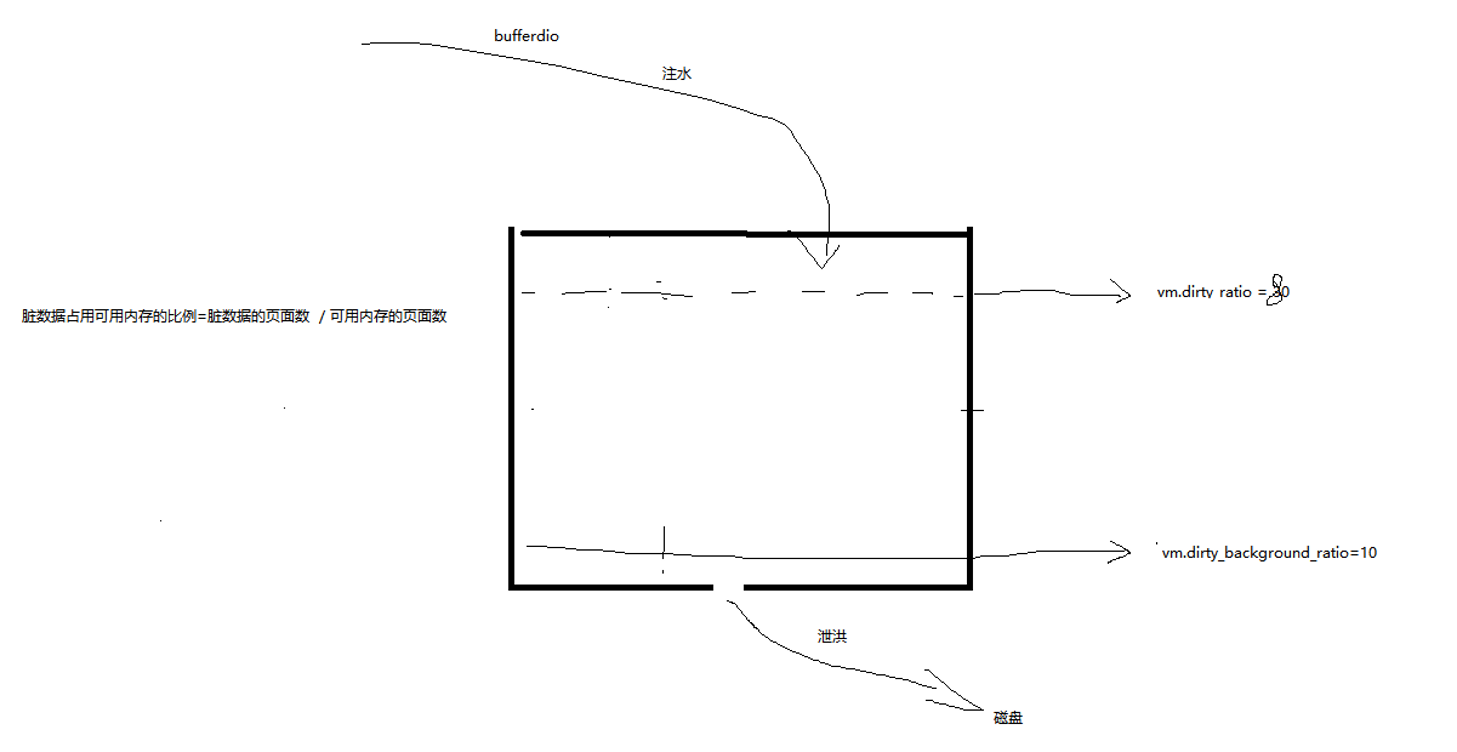 bufferdio
注水
vm.dirty_ratio = 80
脏数据占用可用内存的比例=脏数据的页面数 / 可用内存的页面数
vm.dirty_background_ratio=10
泄洪
磁盘